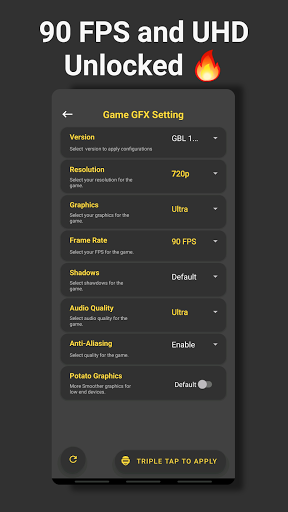 90 FPS and UHD
Unlocked 🔥
Game GFX Setting
Version
GBL 1...
Select version to apply configurations
Resolution
Select your resolution for the
game.
720p
Graphics
Select your graphics for the
game.
Ultra
Frame Rate
Select your FPS for the game.
90 FPS
Shadows
Select shawdows for the
game.
Default
Audio Quality
Select audio quality for the
game.
Ultra
Anti-Aliasing
Select quality for the game.
Enable
Potato Graphics
More Smoother graphics for
low end devices.
Default
TRIPLE TAP TO APPLY